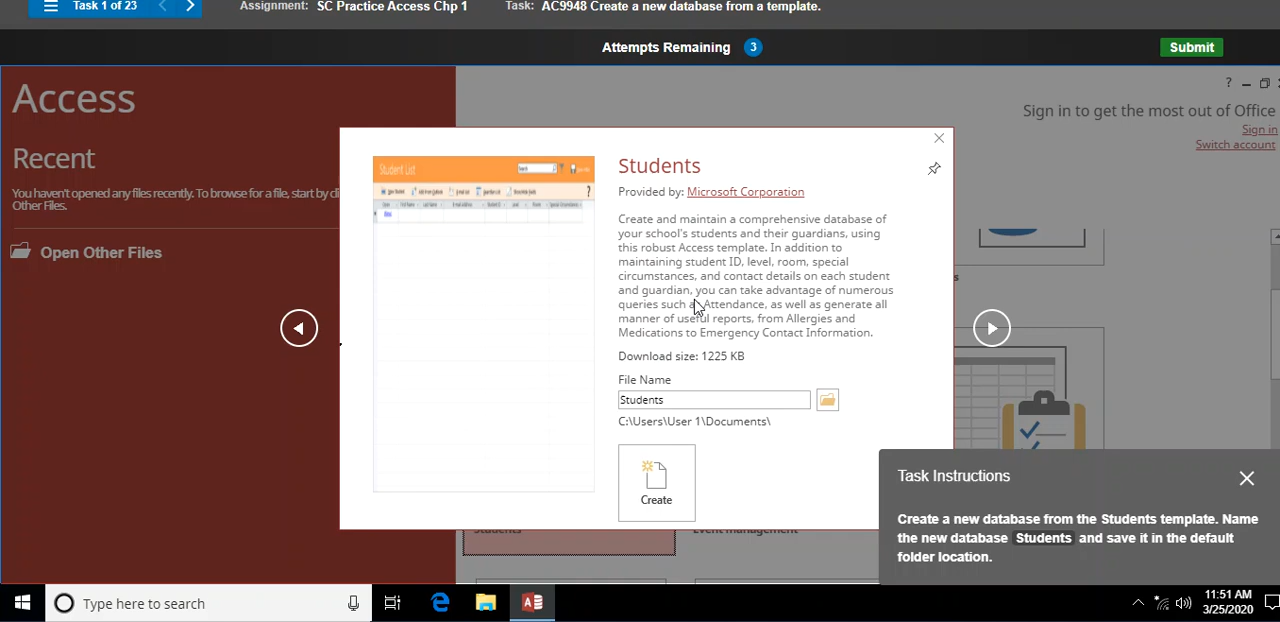 Task 1 of 23
Assignment: SC Practice Access Chp 1
Task: AC9948 Create a new database from a template.
Attempts Remaining 3
Submit
Access
Recent
You haven't opened any files recently. To browse for a file, start by
Other Files.
Open Other Files
?
Sign in to get the most out of Office
Sign in
Switch account
Student List
Search
?
Students
Provided by: Microsoft Corporation
Create and maintain a comprehensive database of
your school's students and their guardians, using
this robust Access template. In addition to
maintaining student ID, level, room, special
circumstances, and contact details on each student
and guardian, you can take advantage of numerous
queries such as Attendance, as well as generate all
manner of useful reports, from Allergies and
Medications to Emergency Contact Information.
Download size: 1225 KB
File Name
Students
C:\Users\User 1\Documents\
Create
Students
Event management
Task Instructions
Create a new database from the Students template. Name
the new database Students and save it in the default
folder location.
Type here to search
11:51 AM
3/25/2020